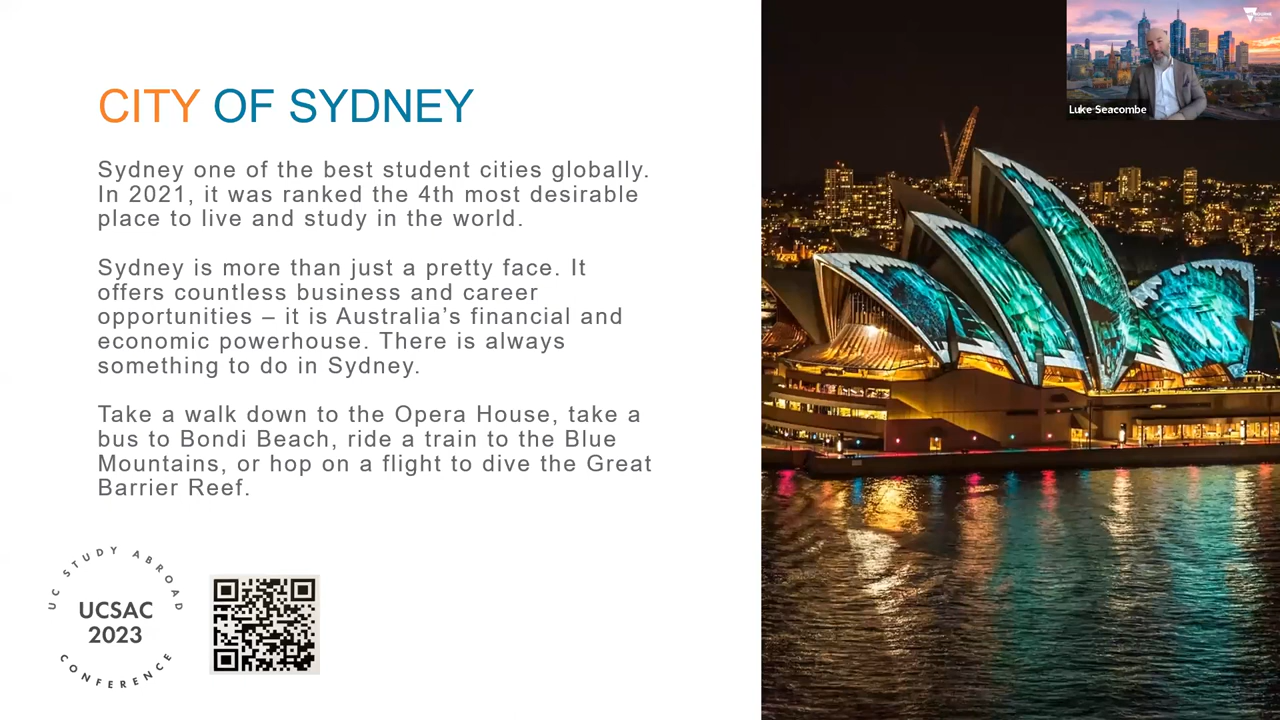 CITY OF SYDNEY
Sydney one of the best student cities globally.
In 2021, it was ranked the 4th most desirable
place to live and study in the world.
Sydney is more than just a pretty face. It
offers countless business and career
opportunities – it is Australia’s financial and
economic powerhouse. There is always
something to do in Sydney.
Take a walk down to the Opera House, take a
bus to Bondi Beach, ride a train to the Blue
Mountains, or hop on a flight to dive the Great
Barrier Reef.
UC STUDY ABROAD
UCSAC
2023
CONFERENCE
Luke Seacombe